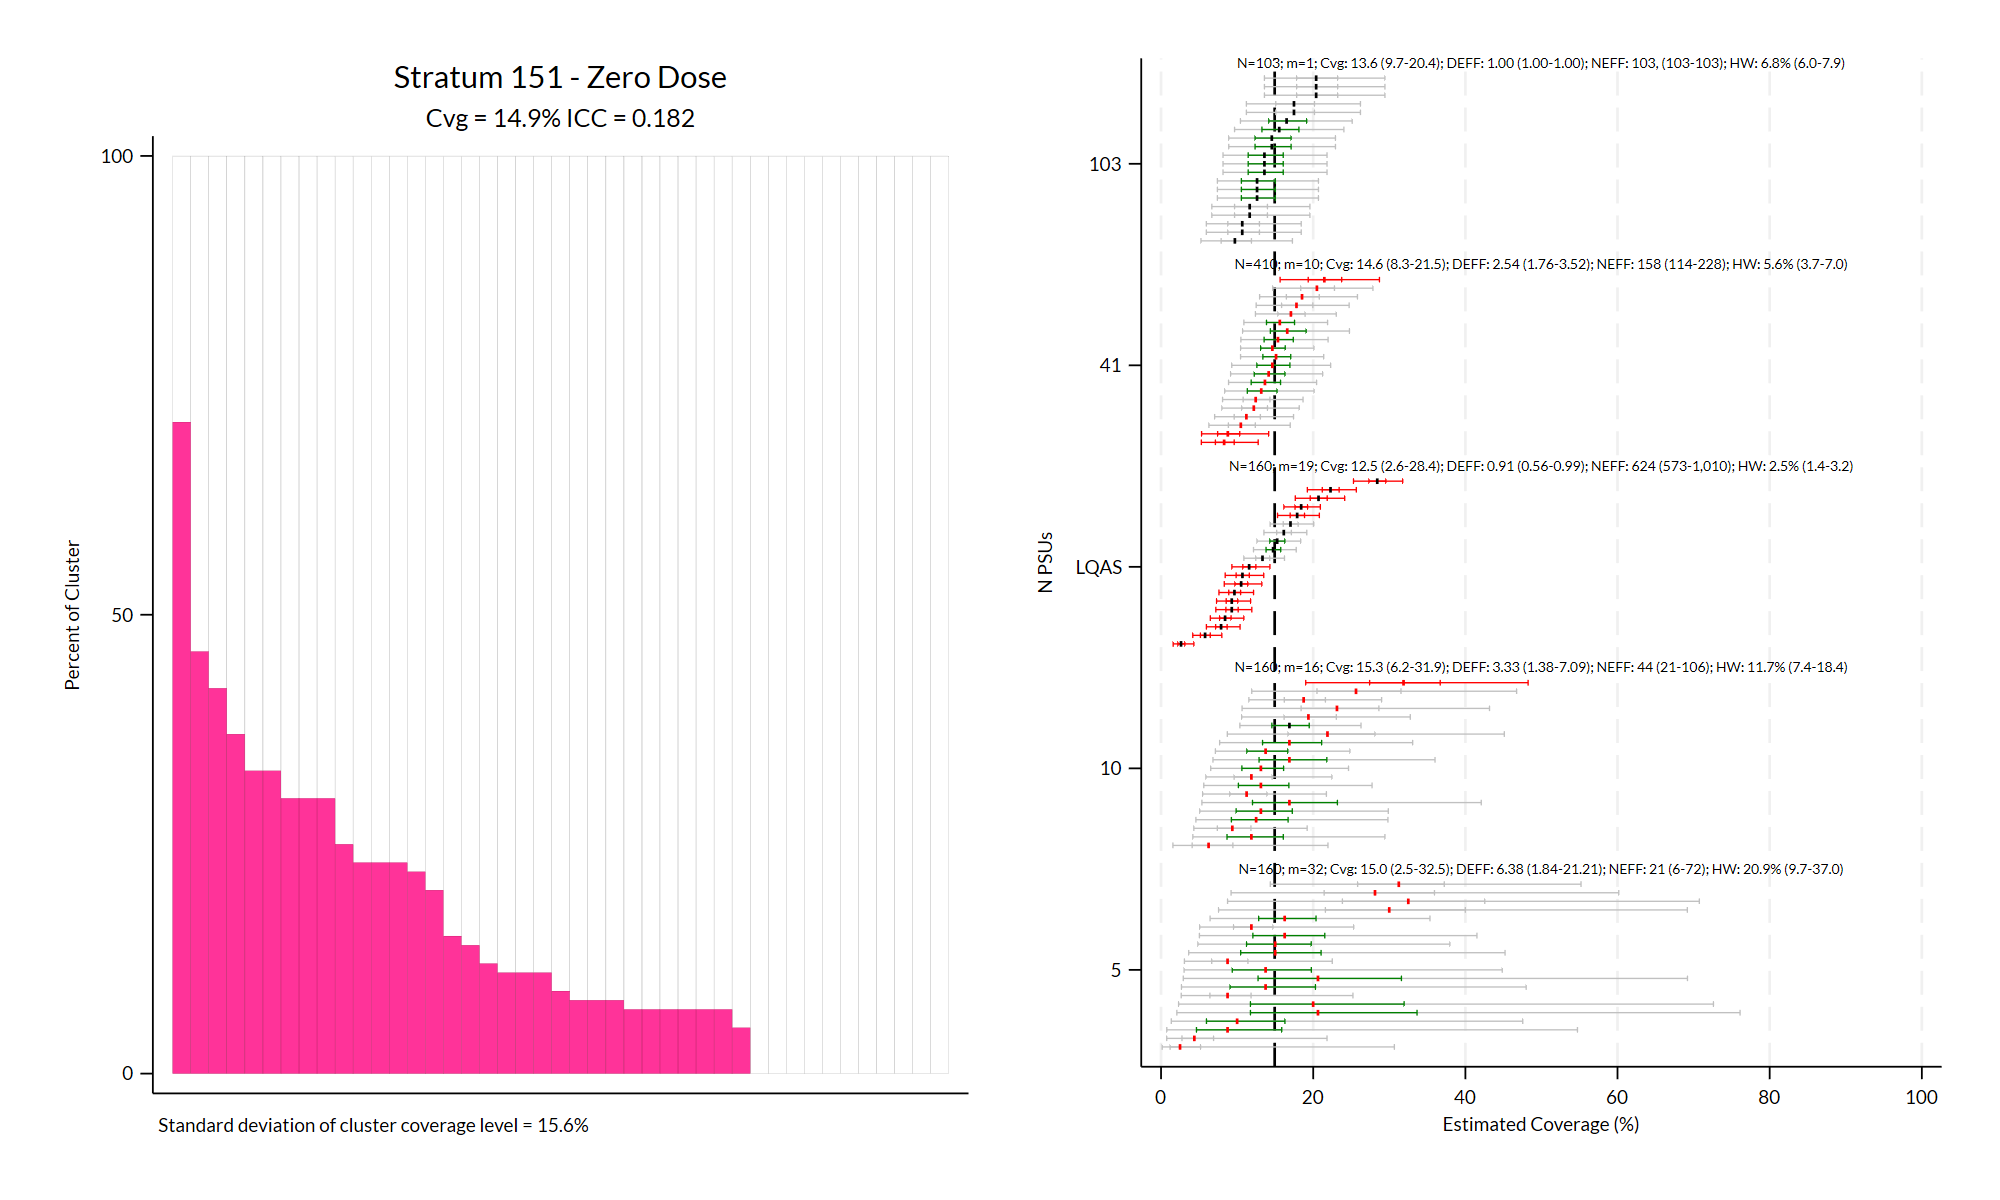 Stratum 151 - Zero Dose
Cvg = 14.9% ICC = 0.182
100
50
0
Percent of Cluster
Standard deviation of cluster coverage level = 15.6%
N=103; m=1; Cvg: 13.6 (9.7-20.4); DEFF: 1.00 (1.00-1.00); NEFF: 103, (103-103); HW: 6.8% (6.0-7.9)
103
N=410; m=10; Cvg: 14.6 (8.3-21.5); DEFF: 2.54 (1.76-3.52); NEFF: 158 (114-228); HW: 5.6% (3.7-7.0)
41
N=160; m=19; Cvg: 12.5 (2.6-28.4); DEFF: 0.91 (0.56-0.99); NEFF: 624 (573-1,010); HW: 2.5% (1.4-3.2)
N PSUs
LQAS
N=160; m=16; Cvg: 15.3 (6.2-31.9); DEFF: 3.33 (1.38-7.09); NEFF: 44 (21-106); HW: 11.7% (7.4-18.4)
10
N=160; m=32; Cvg: 15.0 (2.5-32.5); DEFF: 6.38 (1.84-21.21); NEFF: 21 (6-72); HW: 20.9% (9.7-37.0)
5
0 20 40 60 80 100
Estimated Coverage (%)